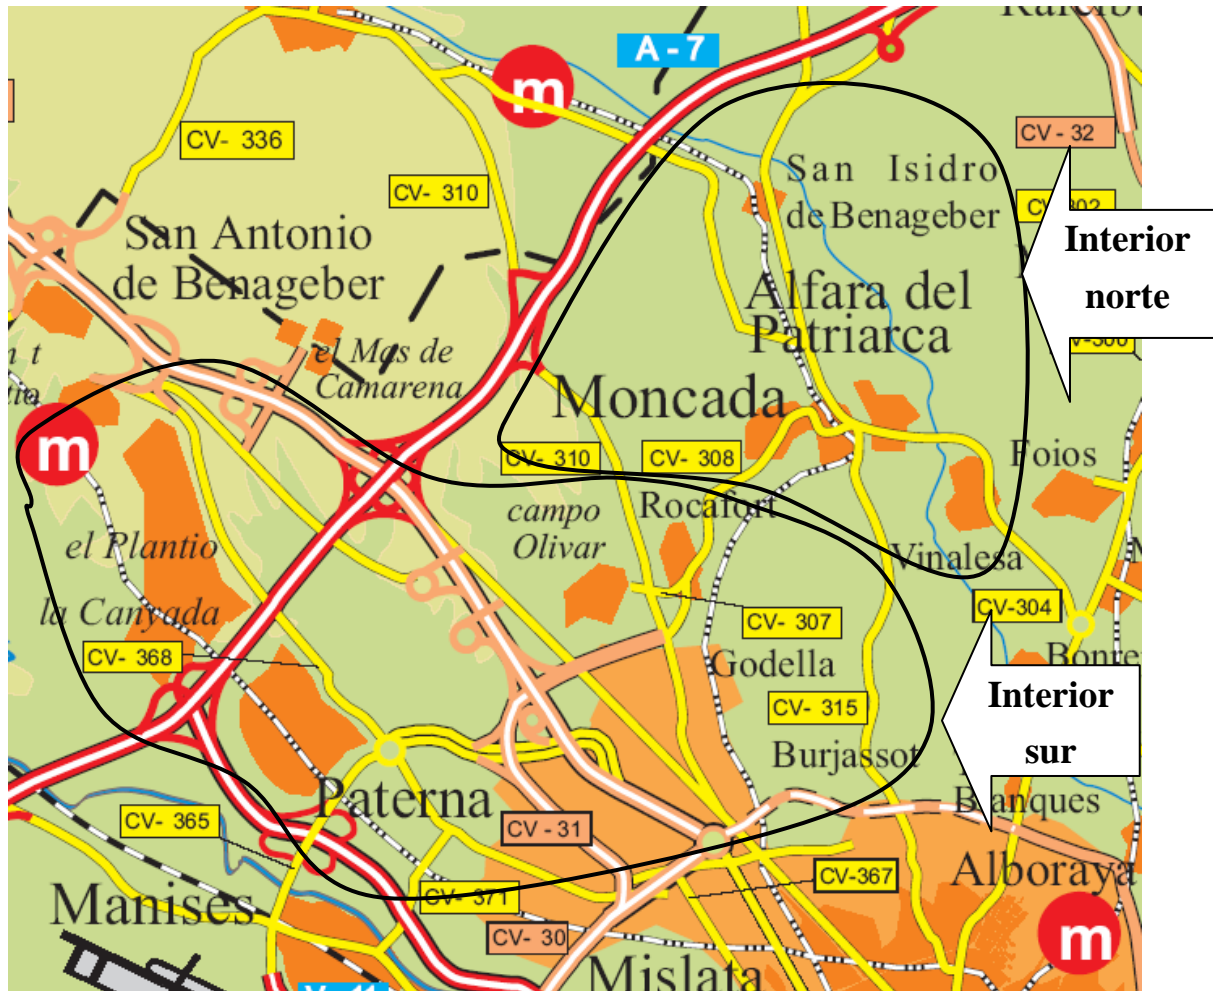 A - 7
m
CV- 336
CV - 32
CV- 310
San Isidro
de Benageber
San Antonio
de Benageber
Interior
norte
Alfara del
Patriarca
el Mas de
Camarena
Moncada
m
CV- 310
CV- 308
Foios
Rocafort
campo
Olivar
el Plantio
Vinalesa
la Canyada
CV-304
CV- 307
CV- 368
Godella
Interior
sur
CV- 315
Burjassot
Paterna
CV- 365
CV - 31
Alboraya
CV-367
CV- 371
Manises
CV- 30
m
Mislata